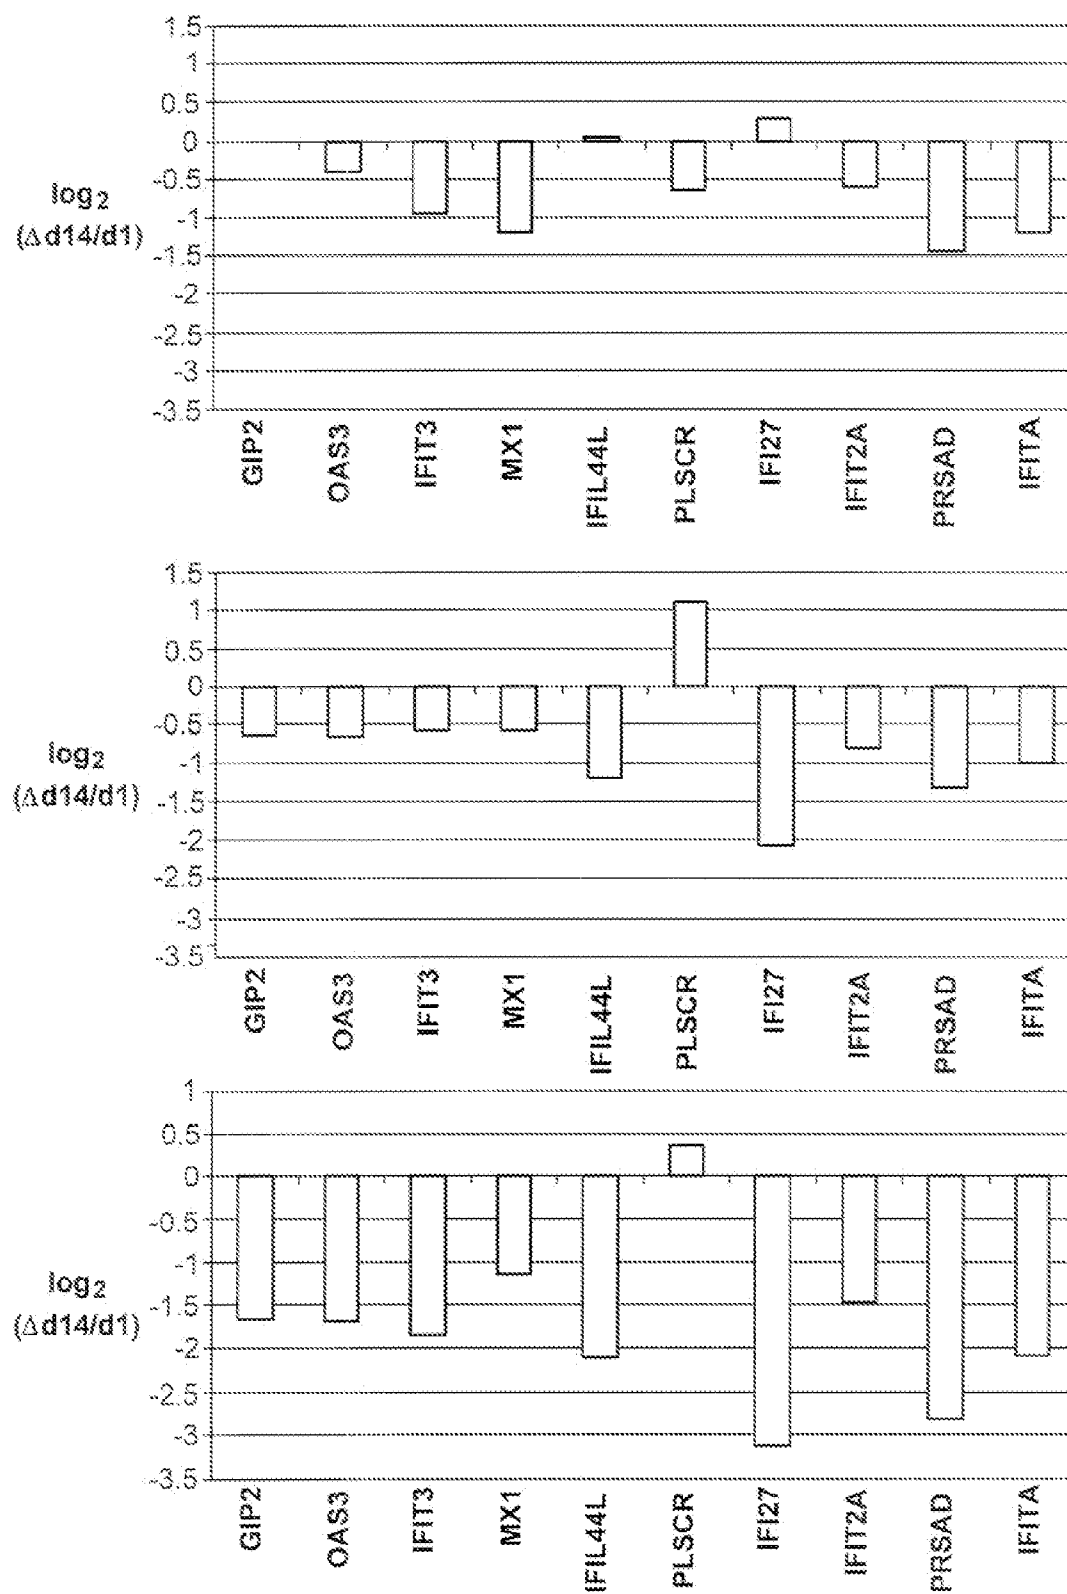 1.5
1
0.5
0
-0.5
-1
-1.5
-2
-2.5
-3
-3.5
log2
(Δd14/d1)
GIP2
OAS3
IFIT3
MX1
IFIL44L
PLSCR
IFI27
IFIT2A
PRSAD
IFITA
1.5
1
0.5
0
-0.5
-1
-1.5
-2
-2.5
-3
-3.5
log2
(Δd14/d1)
GIP2
OAS3
IFIT3
MX1
IFIL44L
PLSCR
IFI27
IFIT2A
PRSAD
IFITA
1
0.5
0
-0.5
-1
-1.5
-2
-2.5
-3
-3.5
log2
(Δd14/d1)
GIP2
OAS3
IFIT3
MX1
IFIL44L
PLSCR
IFI27
IFIT2A
PRSAD
IFITA